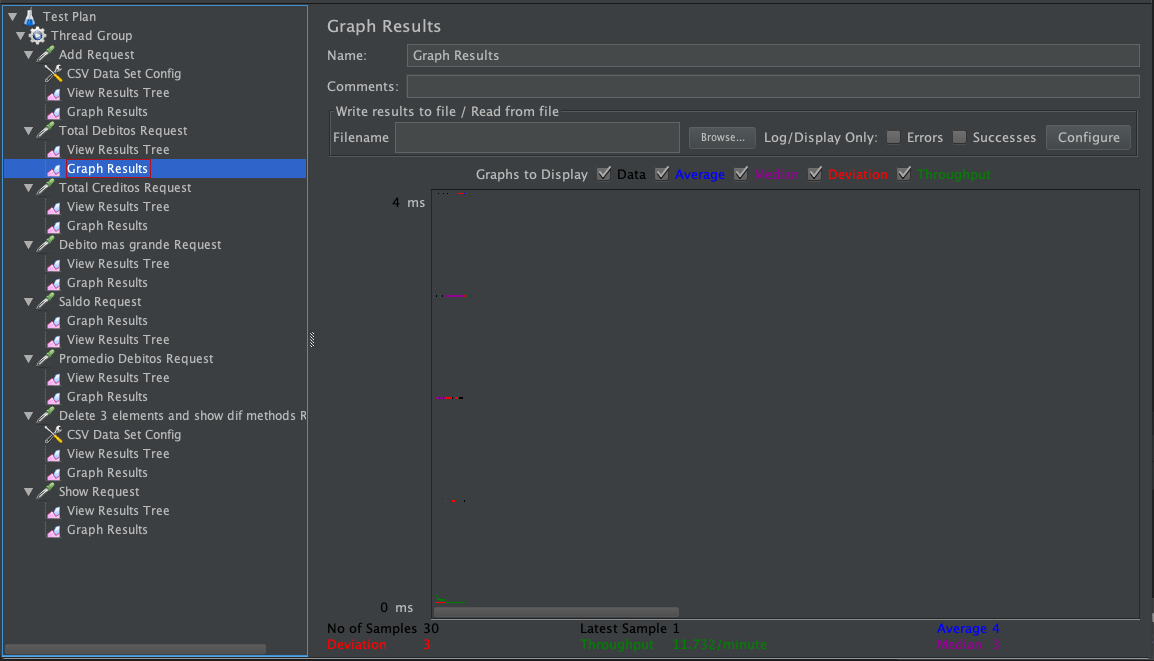 Test Plan
Thread Group
Add Request
CSV Data Set Config
View Results Tree
Graph Results
Total Debitos Request
View Results Tree
Graph Results
Total Creditos Request
View Results Tree
Graph Results
Debito mas grande Request
View Results Tree
Graph Results
Saldo Request
Graph Results
View Results Tree
Promedio Debitos Request
View Results Tree
Graph Results
Delete 3 elements and show dif methods R
CSV Data Set Config
View Results Tree
Graph Results
Show Request
View Results Tree
Graph Results
Graph Results
Name: Graph Results
Comments:
Write results to file / Read from file
Filename Browse... Log/Display Only: Errors Successes Configure
Graphs to Display Data Average Median Deviation Throughput
4 ms
0 ms
No of Samples 30 Latest Sample 1 Average 4
Deviation 3 Throughput 11.732/minute Median 3